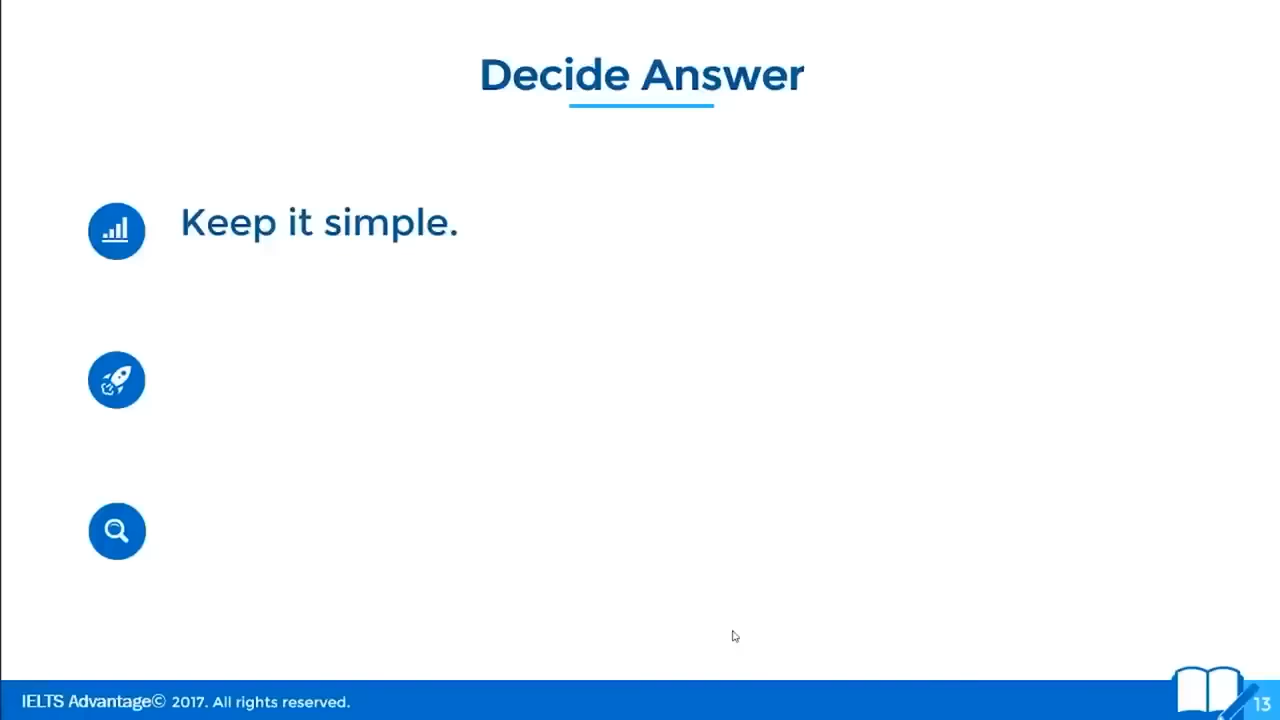 Decide Answer
Keep it simple.
IELTS Advantage© 2017. All rights reserved.
13